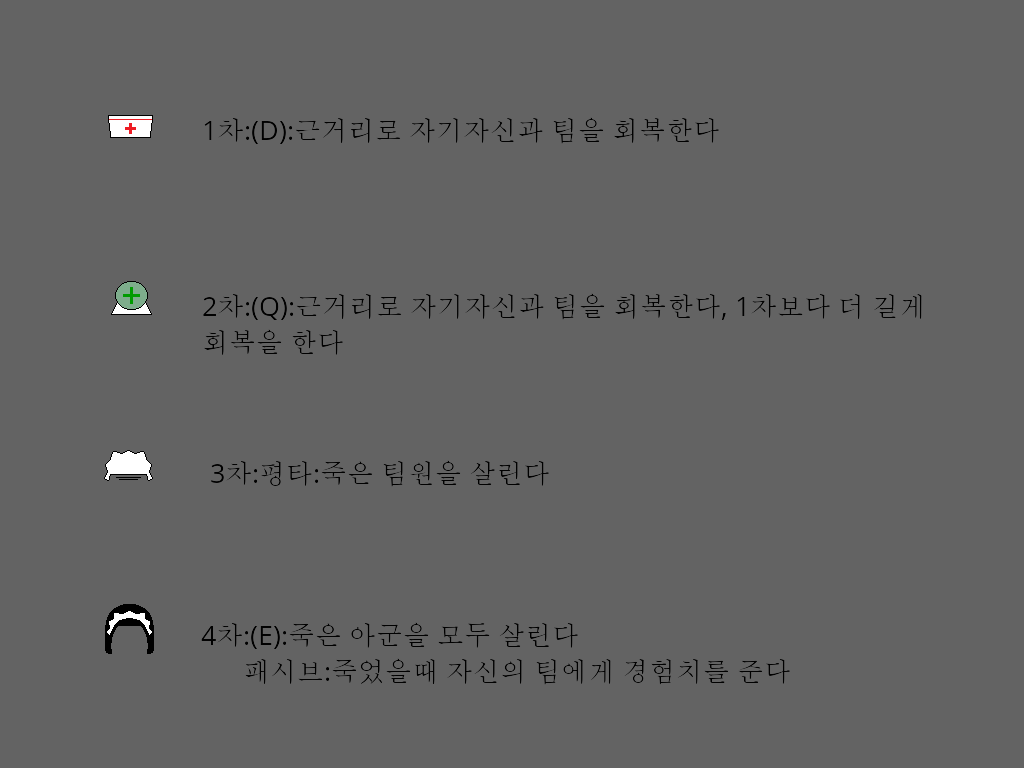 1차:(D):근거리로 자기자신과 팀을 회복한다
2차:(Q):근거리로 자기자신과 팀을 회복한다, 1차보다 더 길게
회복을 한다
3차:평타:죽은 팀원을 살린다
4차:(E):죽은 아군을 모두 살린다
패시브:죽었을때 자신의 팀에게 경험치를 준다